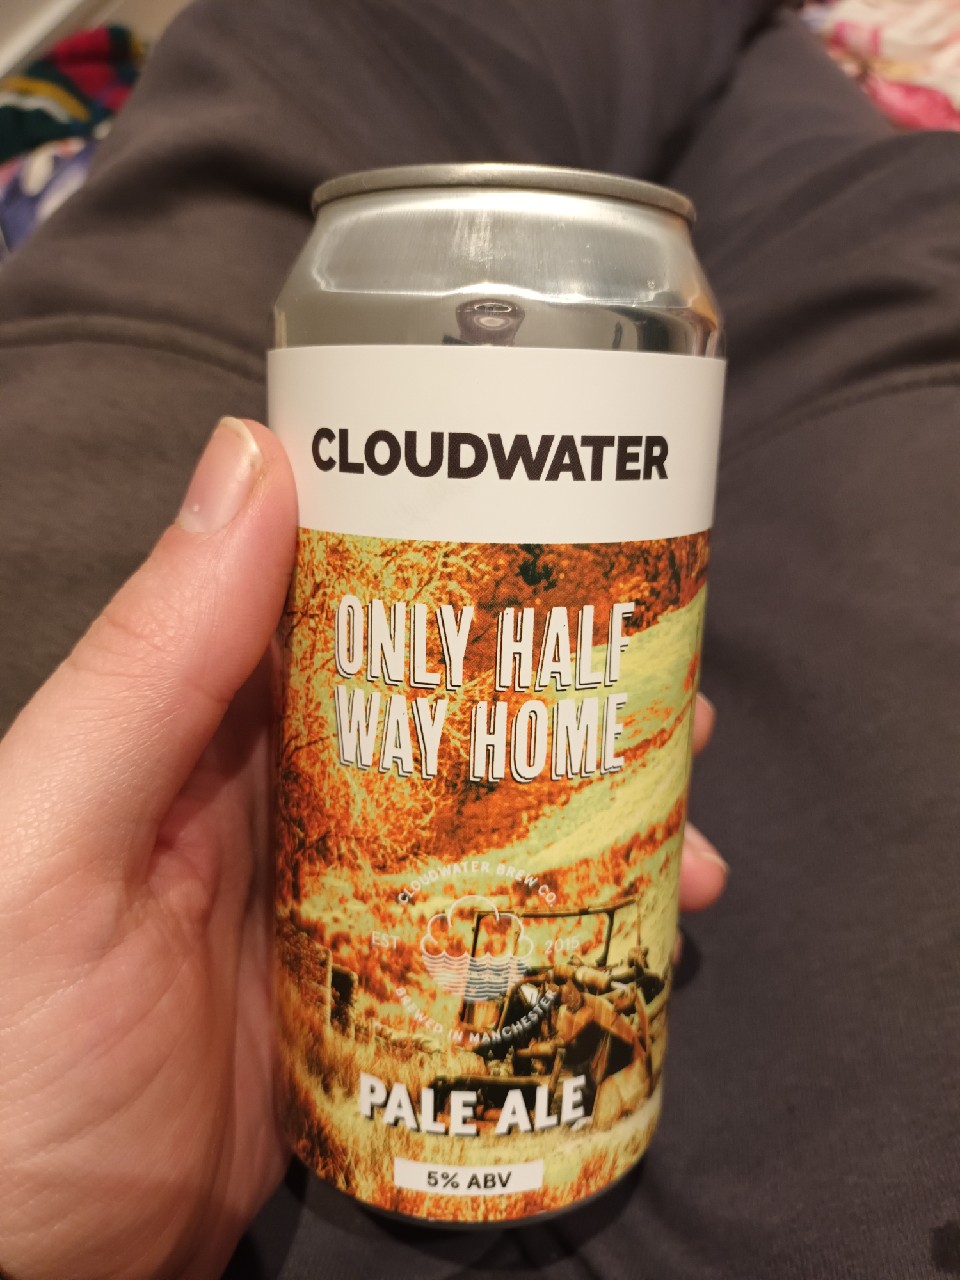 CLOUDWATER
ONLY HALF
WAY HOME
CLOUDWATER BREW CO.
EST 2015
BREWED IN MANCHESTER
PALE ALE
5% ABV